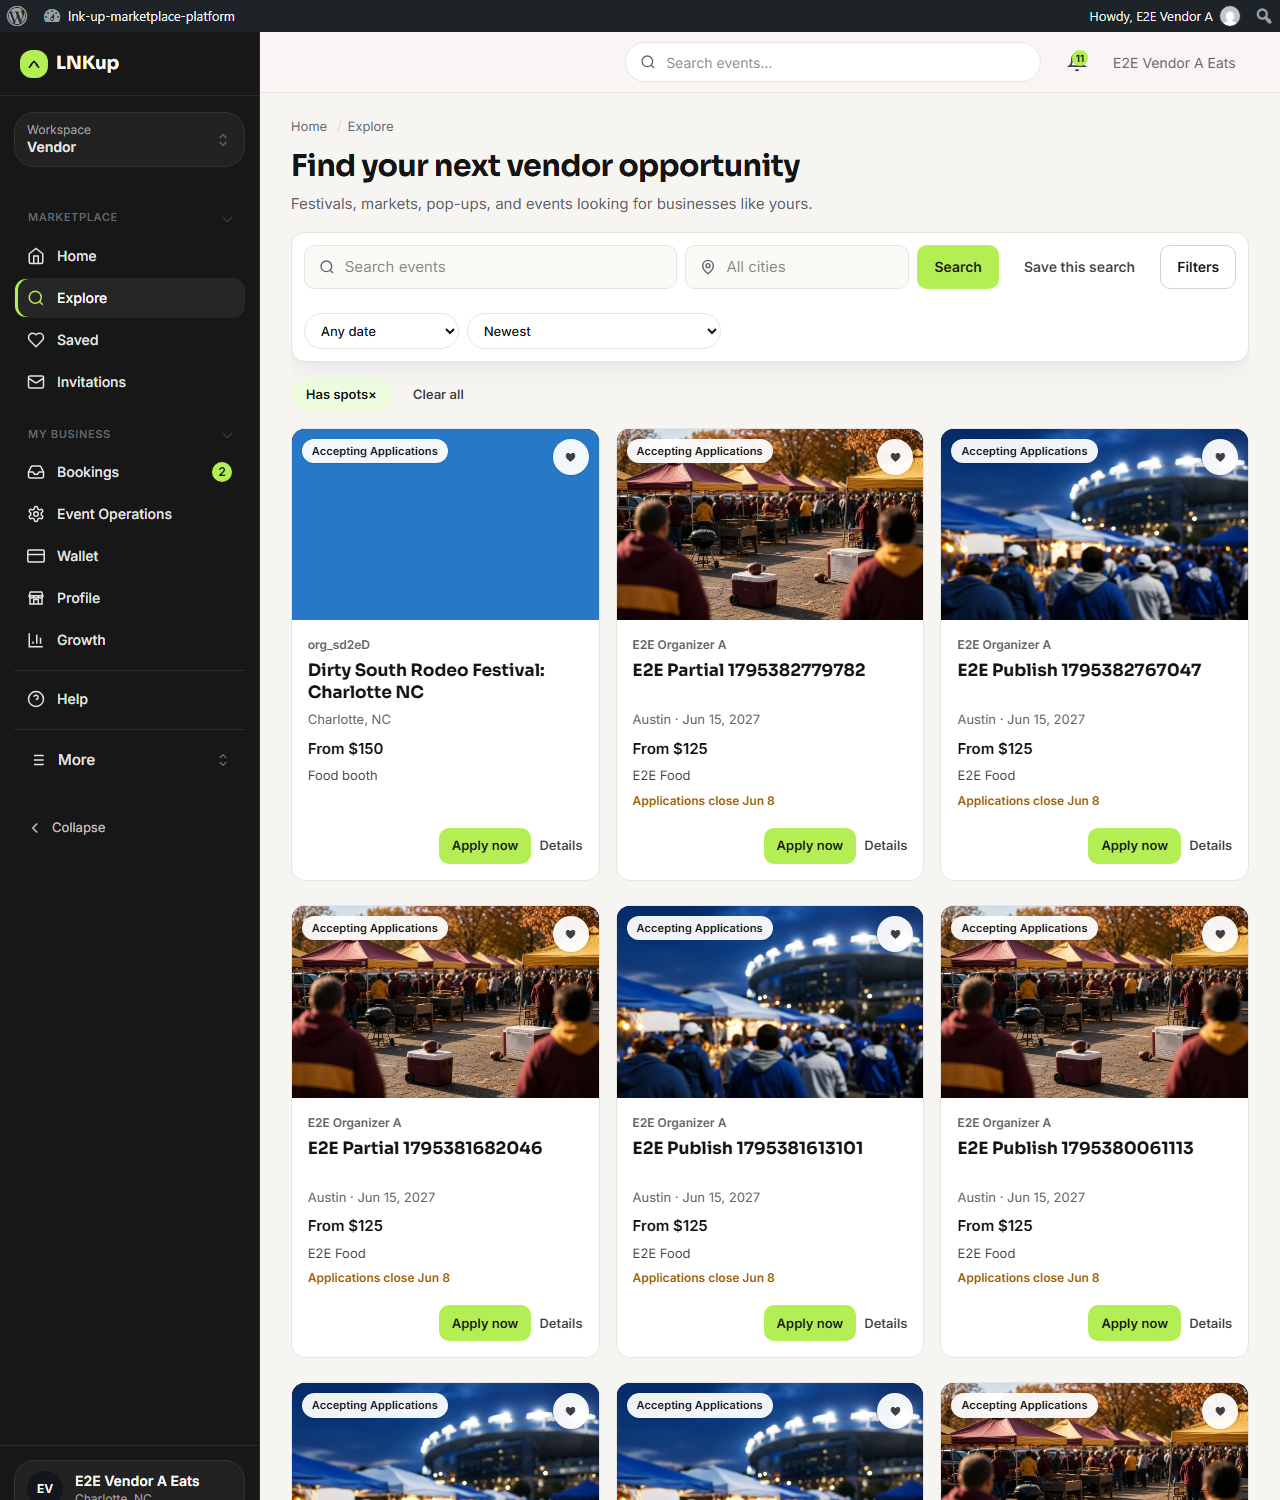 lnk-up-marketplace-platform
Howdy, E2E Vendor A
LNKup
Search events...
11
E2E Vendor A Eats
Workspace
Vendor
MARKETPLACE
Home
Explore
Saved
Invitations
MY BUSINESS
Bookings
2
Event Operations
Wallet
Profile
Growth
Help
More
Collapse
EV
E2E Vendor A Eats
Charlotte, NC
Home / Explore
Find your next vendor opportunity
Festivals, markets, pop-ups, and events looking for businesses like yours.
Search events
All cities
Search
Save this search
Filters
Any date
Newest
Has spots×
Clear all
Accepting Applications
org_sd2eD
Dirty South Rodeo Festival:
Charlotte NC
Charlotte, NC
From $150
Food booth
Apply now
Details
Accepting Applications
E2E Organizer A
E2E Partial 1795382779782
Austin · Jun 15, 2027
From $125
E2E Food
Applications close Jun 8
Apply now
Details
Accepting Applications
E2E Organizer A
E2E Publish 1795382767047
Austin · Jun 15, 2027
From $125
E2E Food
Applications close Jun 8
Apply now
Details
Accepting Applications
E2E Organizer A
E2E Partial 1795381682046
Austin · Jun 15, 2027
From $125
E2E Food
Applications close Jun 8
Apply now
Details
Accepting Applications
E2E Organizer A
E2E Publish 1795381613101
Austin · Jun 15, 2027
From $125
E2E Food
Applications close Jun 8
Apply now
Details
Accepting Applications
E2E Organizer A
E2E Publish 1795380061113
Austin · Jun 15, 2027
From $125
E2E Food
Applications close Jun 8
Apply now
Details
Accepting Applications
Accepting Applications
Accepting Applications